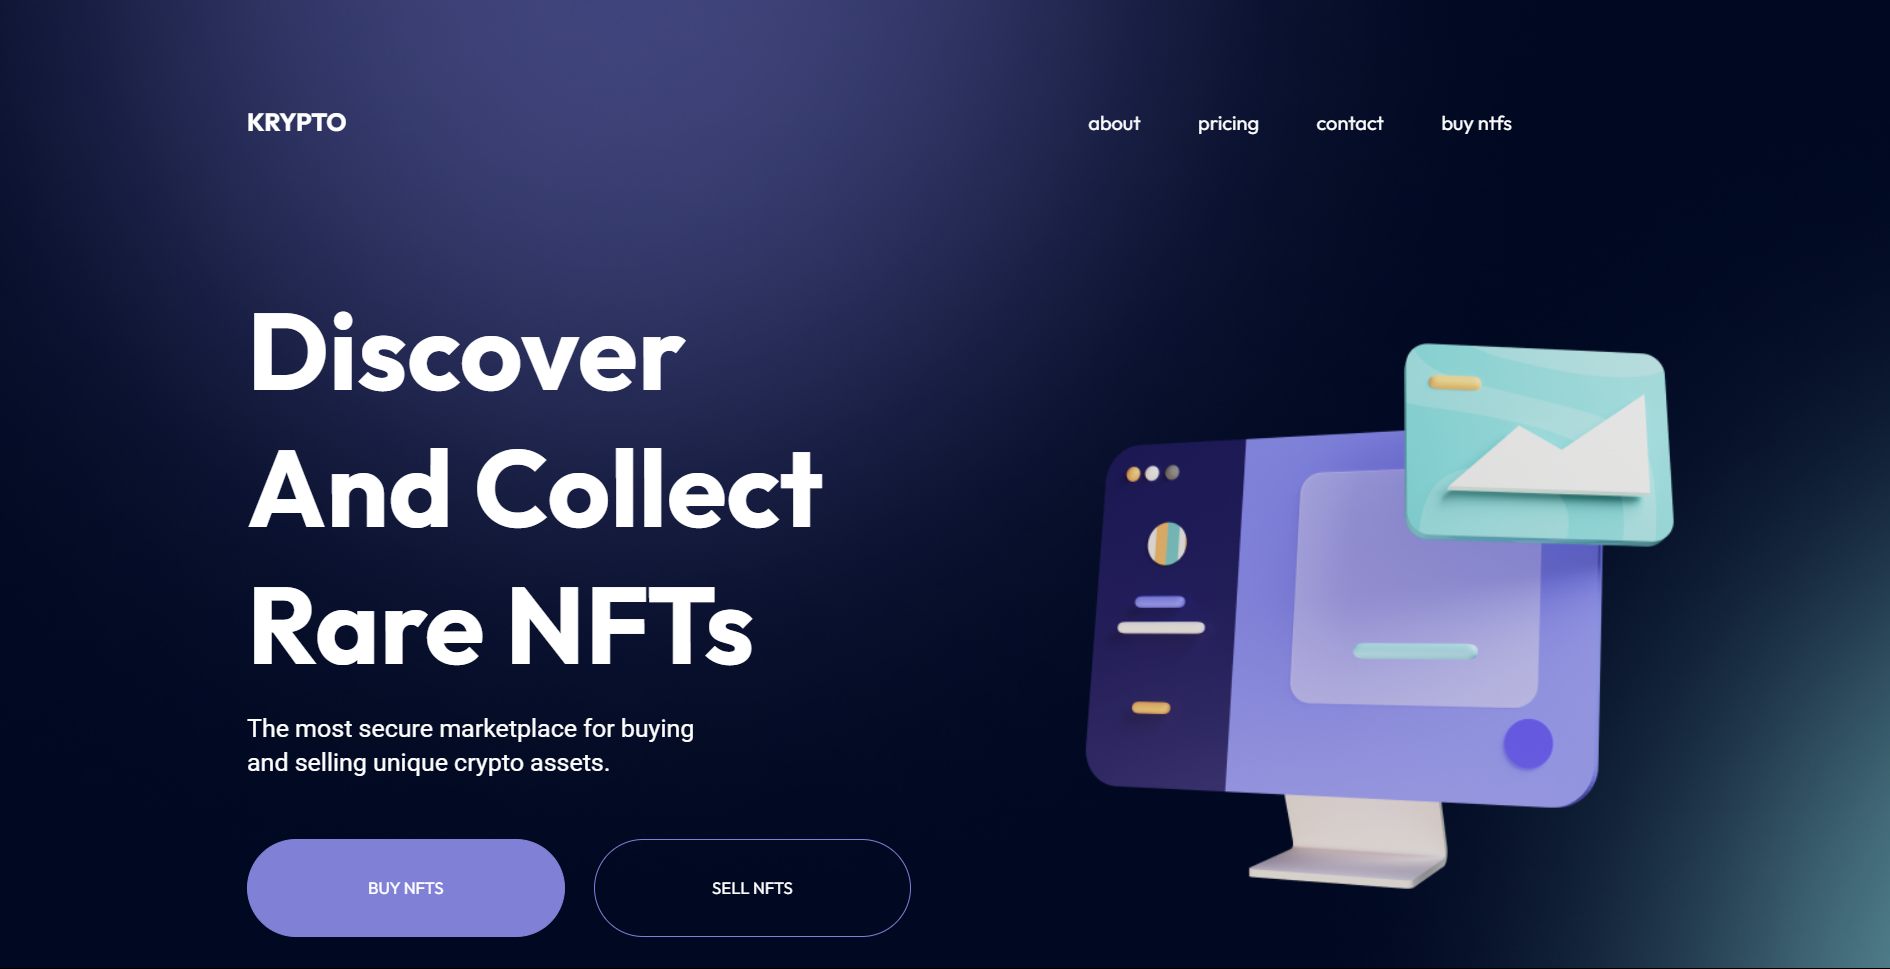 KRYPTO
about pricing contact buy ntfs
Discover
And Collect
Rare NFTs
The most secure marketplace for buying
and selling unique crypto assets.
BUY NFTS SELL NFTS